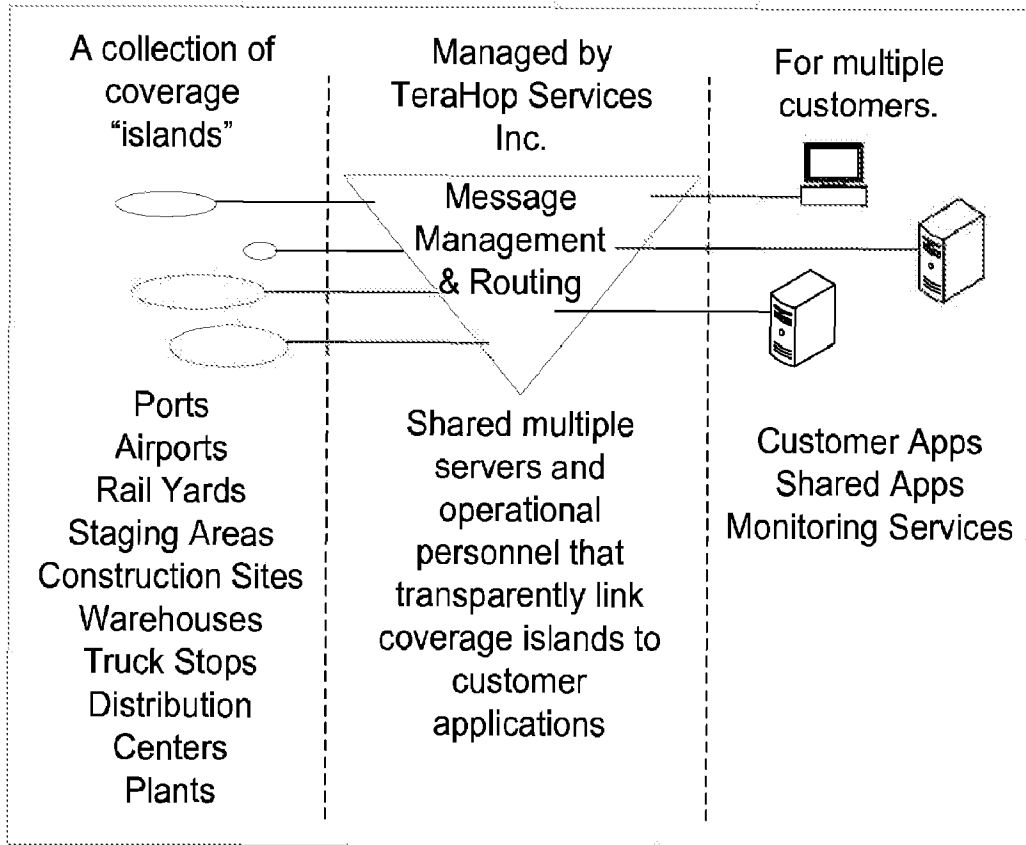 A collection of
coverage
“islands”
Managed by
TeraHop Services
Inc.
For multiple
customers.
Message
Management
& Routing
Ports
Airports
Rail Yards
Staging Areas
Construction Sites
Warehouses
Truck Stops
Distribution
Centers
Plants
Shared multiple
servers and
operational
personnel that
transparently link
coverage islands to
customer
applications
Customer Apps
Shared Apps
Monitoring Services